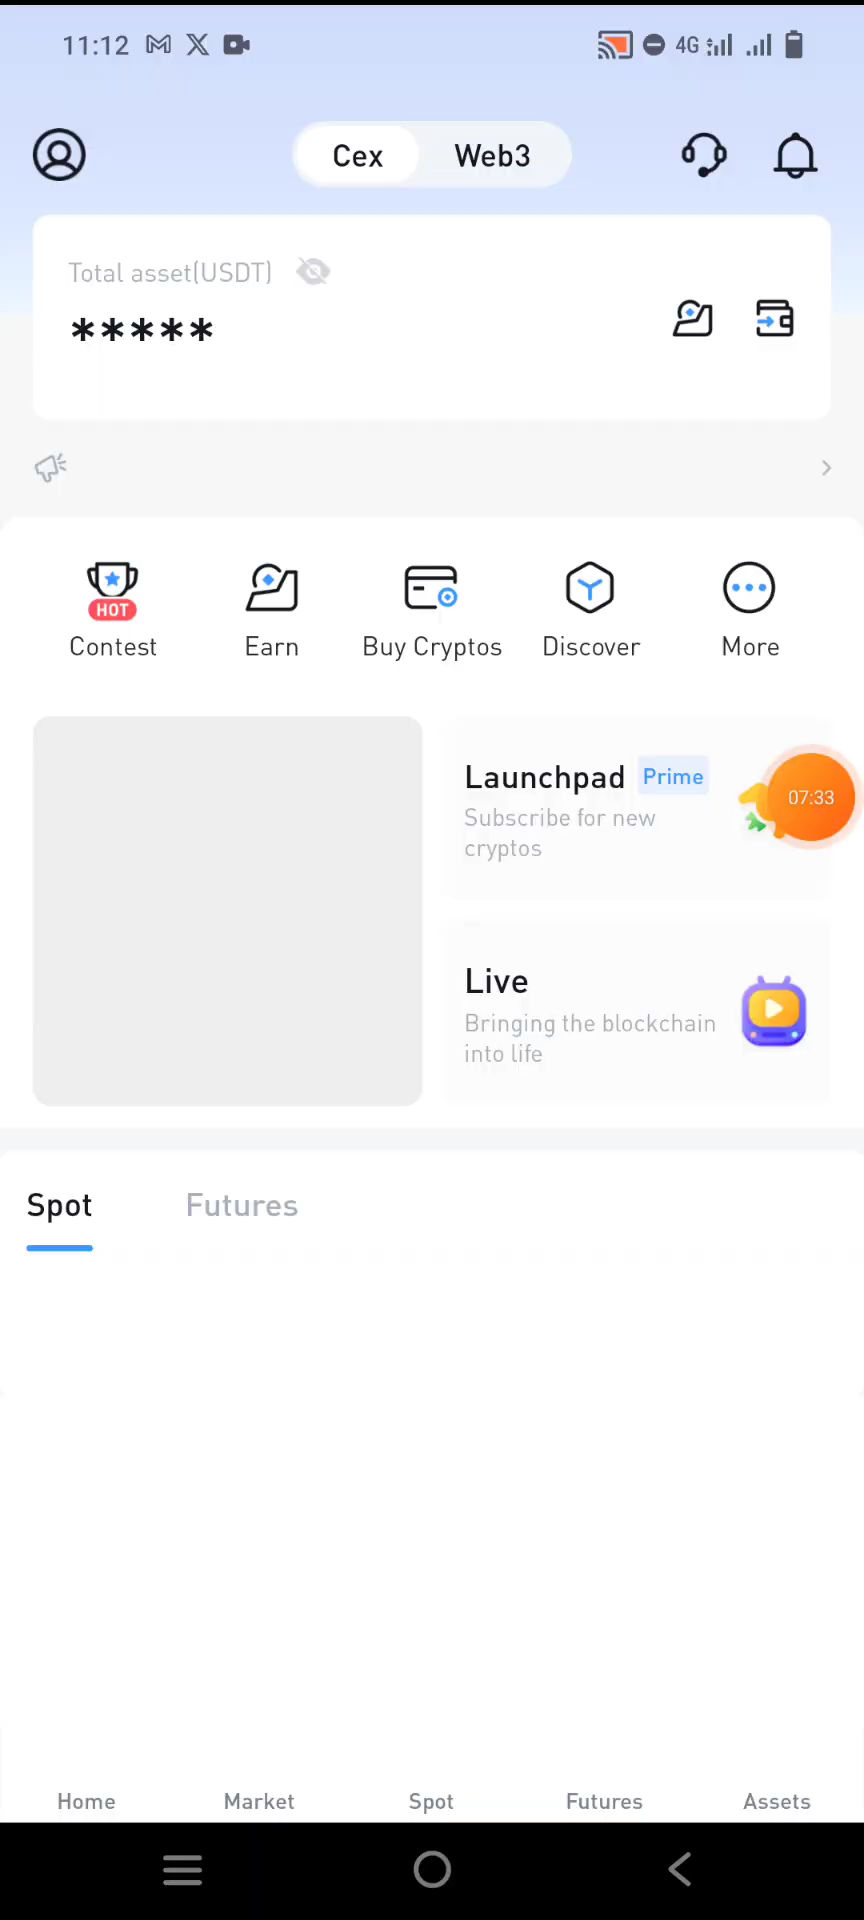 11:12 4G
Cex Web3
Total asset(USDT)
*****
HOT
Contest Earn Buy Cryptos Discover More
Launchpad Prime
Subscribe for new
cryptos
07:33
Live
Bringing the blockchain
into life
Spot Futures
Home Market Spot Futures Assets